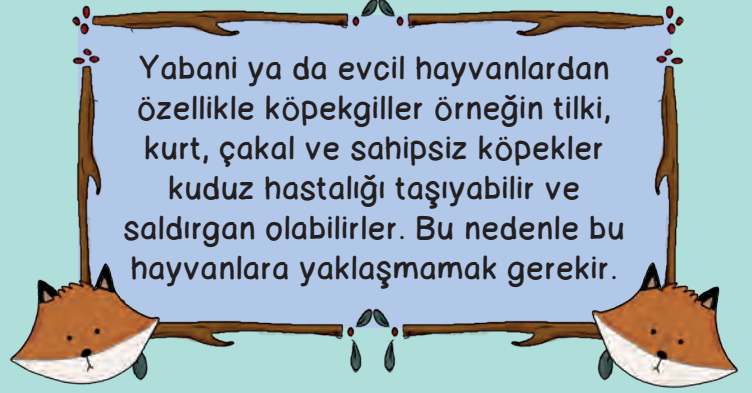 Yabani ya da evcil hayvanlardan
özellikle köpekgiller örneğin tilki,
kurt, çakal ve sahipsiz köpekler
kuduz hastalığı taşıyabilir ve
saldırgan olabilirler. Bu nedenle bu
hayvanlara yaklaşmamak gerekir.